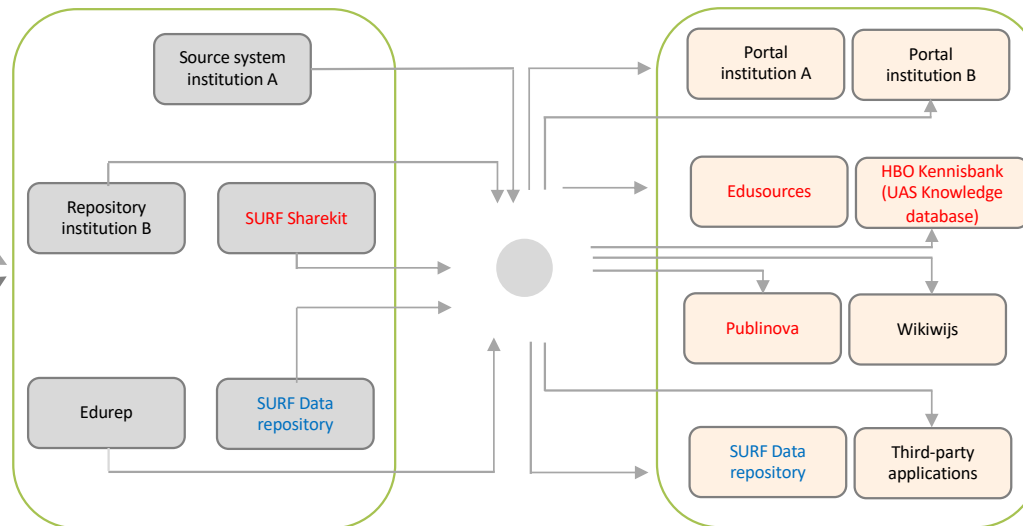 Source system
institution A
Repository
institution B
SURF Sharekit
Edurep
SURF Data
repository
Portal
institution A
Portal
institution B
Edusources
HBO Kennisbank
(UAS Knowledge
database)
Publinova
Wikiwijs
SURF Data
repository
Third-party
applications